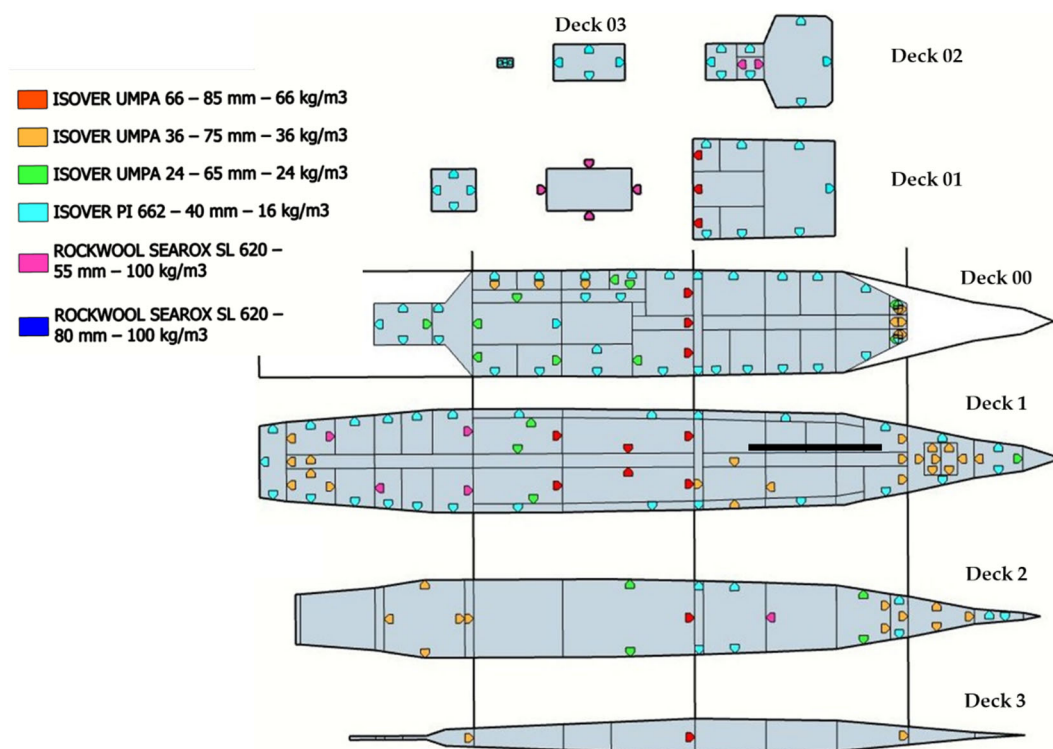 Deck 03
Deck 02
ISOVER UMPA 66 – 85 mm – 66 kg/m3
ISOVER UMPA 36 – 75 mm – 36 kg/m3
ISOVER UMPA 24 – 65 mm – 24 kg/m3
Deck 01
ISOVER PI 662 – 40 mm – 16 kg/m3
ROCKWOOL SEAROX SL 620 –
55 mm – 100 kg/m3
Deck 00
ROCKWOOL SEAROX SL 620 –
80 mm – 100 kg/m3
Deck 1
Deck 2
Deck 3